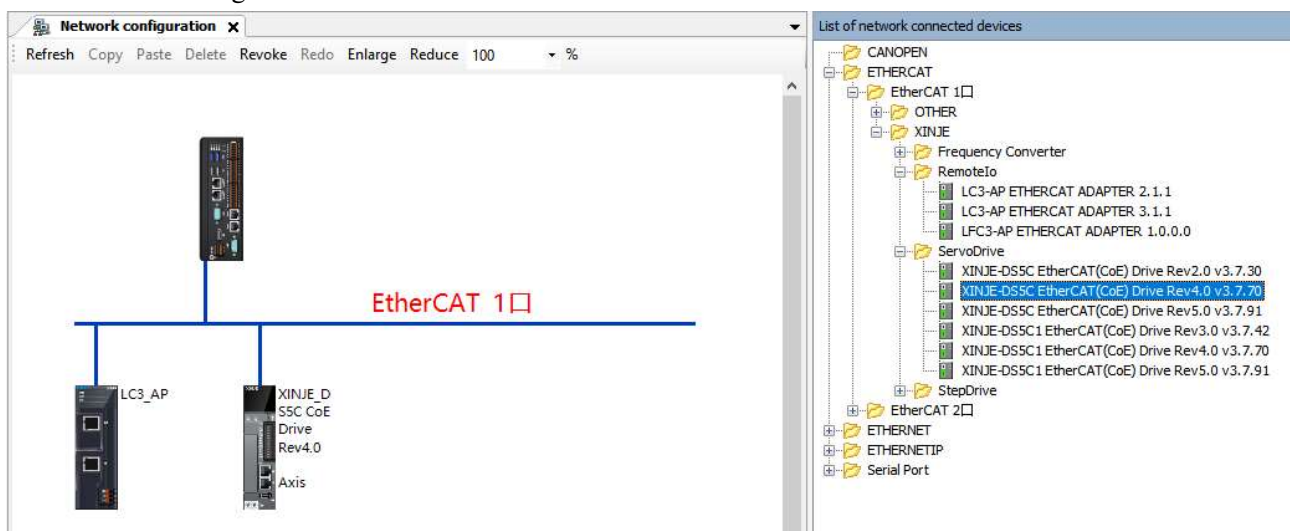 Network configuration
Refresh Copy Paste Delete Revoke Redo Enlarge Reduce 100 %
EtherCAT 1口
LC3_AP
XINJE_D
S5C CoE
Drive
Rev4.0
Axis
List of network connected devices
CANOPEN
ETHERCAT
EtherCAT 1口
OTHER
XINJE
Frequency Converter
RemoteIo
LC3-AP ETHERCAT ADAPTER 2.1.1
LC3-AP ETHERCAT ADAPTER 3.1.1
LFC3-AP ETHERCAT ADAPTER 1.0.0.0
ServoDrive
XINJE-DS5C EtherCAT(CoE) Drive Rev2.0 v3.7.30
XINJE-DS5C EtherCAT(CoE) Drive Rev4.0 v3.7.70
XINJE-DS5C EtherCAT(CoE) Drive Rev5.0 v3.7.91
XINJE-DS5C1 EtherCAT(CoE) Drive Rev3.0 v3.7.42
XINJE-DS5C1 EtherCAT(CoE) Drive Rev4.0 v3.7.70
XINJE-DS5C1 EtherCAT(CoE) Drive Rev5.0 v3.7.91
StepDrive
EtherCAT 2口
ETHERNET
ETHERNETIP
Serial Port